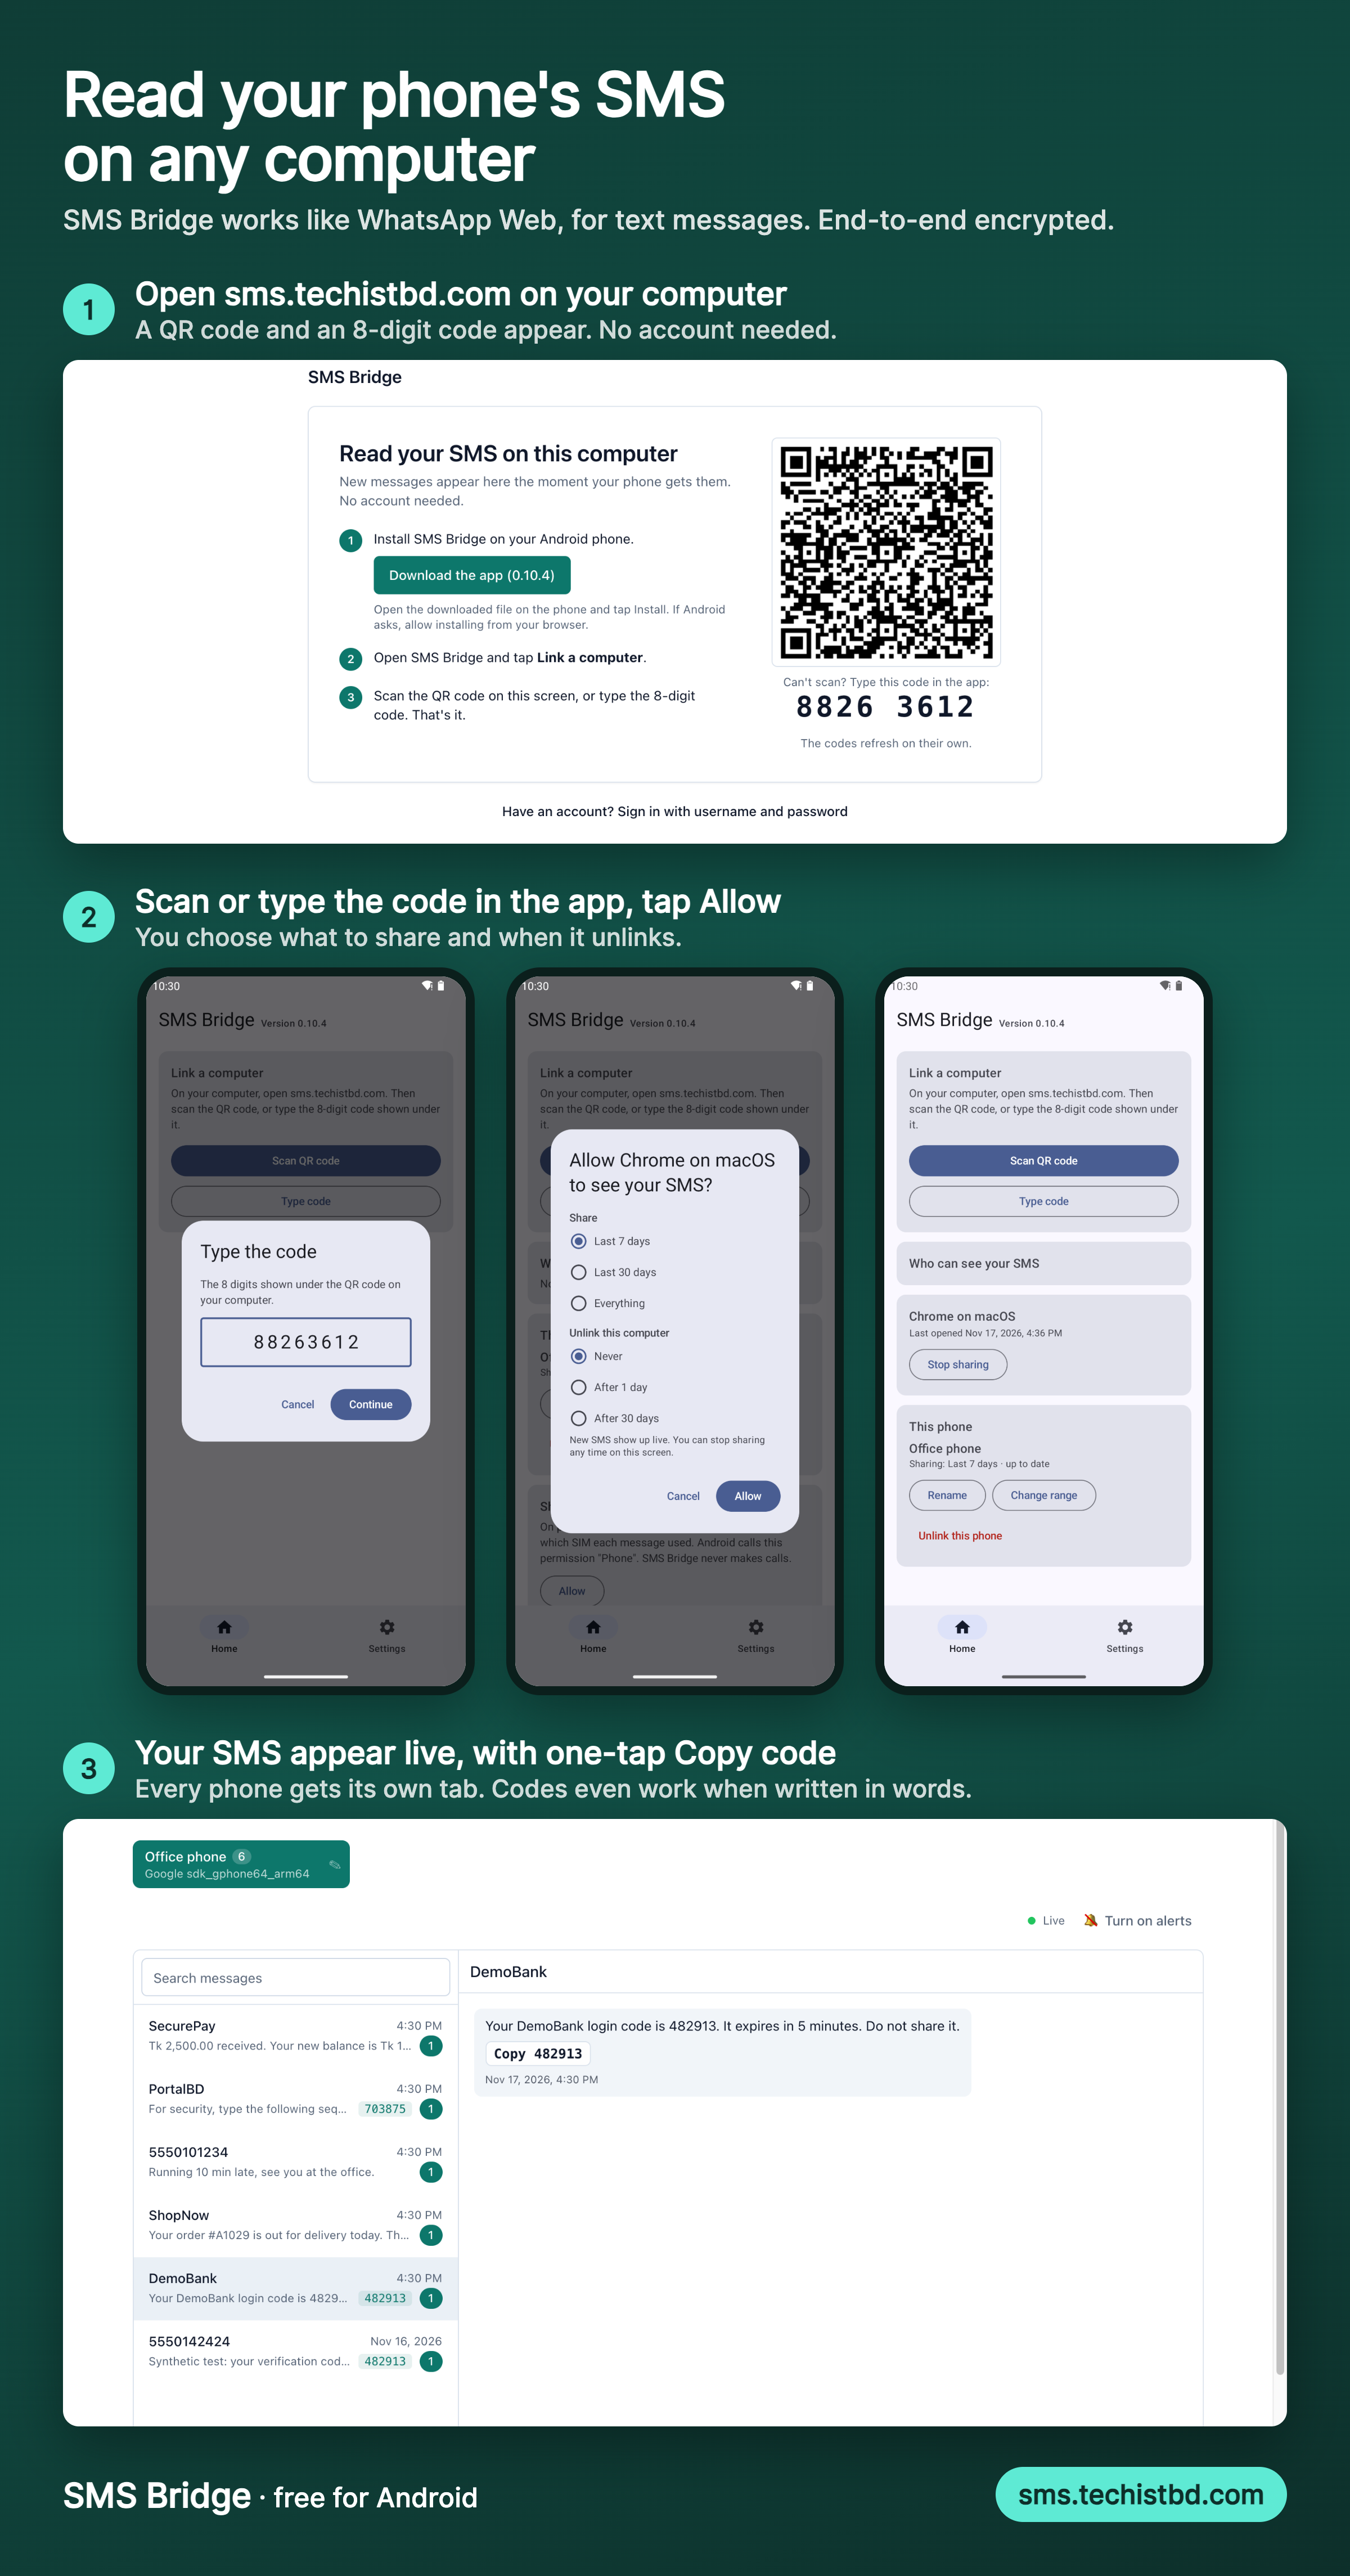 Read your phone's SMS
on any computer
SMS Bridge works like WhatsApp Web, for text messages. End-to-end encrypted.
1
Open sms.techistbd.com on your computer
A QR code and an 8-digit code appear. No account needed.
SMS Bridge
Read your SMS on this computer
New messages appear here the moment your phone gets them.
No account needed.
1 Install SMS Bridge on your Android phone.
Download the app (0.10.4)
Open the downloaded file on the phone and tap Install. If Android
asks, allow installing from your browser.
2 Open SMS Bridge and tap Link a computer.
3 Scan the QR code on this screen, or type the 8-digit
code. That's it.
Can't scan? Type this code in the app:
8826 3612
The codes refresh on their own.
Have an account? Sign in with username and password
2
Scan or type the code in the app, tap Allow
You choose what to share and when it unlinks.
10:30
SMS Bridge Version 0.10.4
Link a computer
On your computer, open sms.techistbd.com. Then
scan the QR code, or type the 8-digit code shown under
it.
Scan QR code
Type code
Type the code
The 8 digits shown under the QR code on
your computer.
88263612
Cancel Continue
Home Settings
10:30
SMS Bridge Version 0.10.4
Link a computer
On your computer, open sms.techistbd.com. Then
scan the QR code, or type the 8-digit code shown under
it.
Allow Chrome on macOS
to see your SMS?
Share
Last 7 days
Last 30 days
Everything
Unlink this computer
Never
After 1 day
After 30 days
New SMS show up live. You can stop sharing
any time on this screen.
Cancel Allow
which SIM each message used. Android calls this
permission "Phone". SMS Bridge never makes calls.
Allow
Home Settings
10:30
SMS Bridge Version 0.10.4
Link a computer
On your computer, open sms.techistbd.com. Then
scan the QR code, or type the 8-digit code shown under
it.
Scan QR code
Type code
Who can see your SMS
Chrome on macOS
Last opened Nov 17, 2026, 4:36 PM
Stop sharing
This phone
Office phone
Sharing: Last 7 days · up to date
Rename Change range
Unlink this phone
Home Settings
3
Your SMS appear live, with one-tap Copy code
Every phone gets its own tab. Codes even work when written in words.
Office phone 6
Google sdk_gphone64_arm64
Live Turn on alerts
Search messages
SecurePay 4:30 PM
Tk 2,500.00 received. Your new balance is Tk 1... 1
PortalBD 4:30 PM
For security, type the following seq... 703875 1
5550101234 4:30 PM
Running 10 min late, see you at the office. 1
ShopNow 4:30 PM
Your order #A1029 is out for delivery today. Th... 1
DemoBank 4:30 PM
Your DemoBank login code is 4829... 482913 1
5550142424 Nov 16, 2026
Synthetic test: your verification cod... 482913 1
DemoBank
Your DemoBank login code is 482913. It expires in 5 minutes. Do not share it.
Copy 482913
Nov 17, 2026, 4:30 PM
SMS Bridge · free for Android
sms.techistbd.com